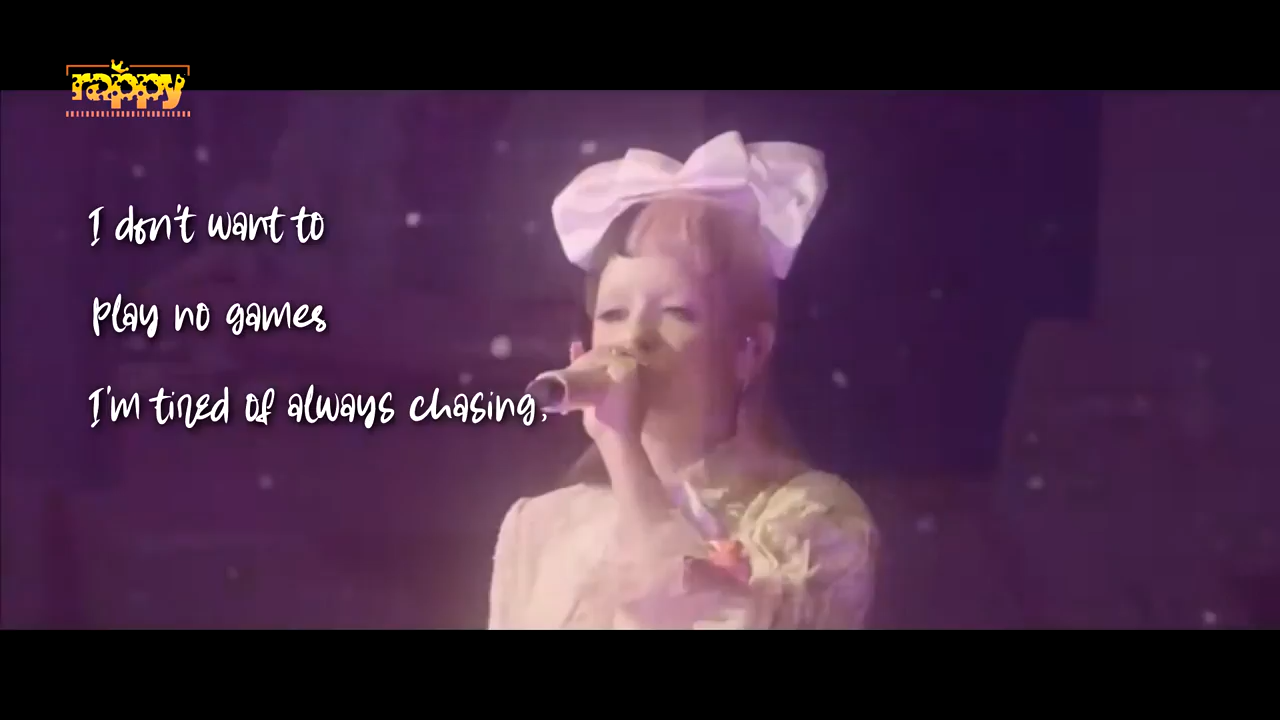 rappy
I don't want to
play no games
I'm tired of always chasing,